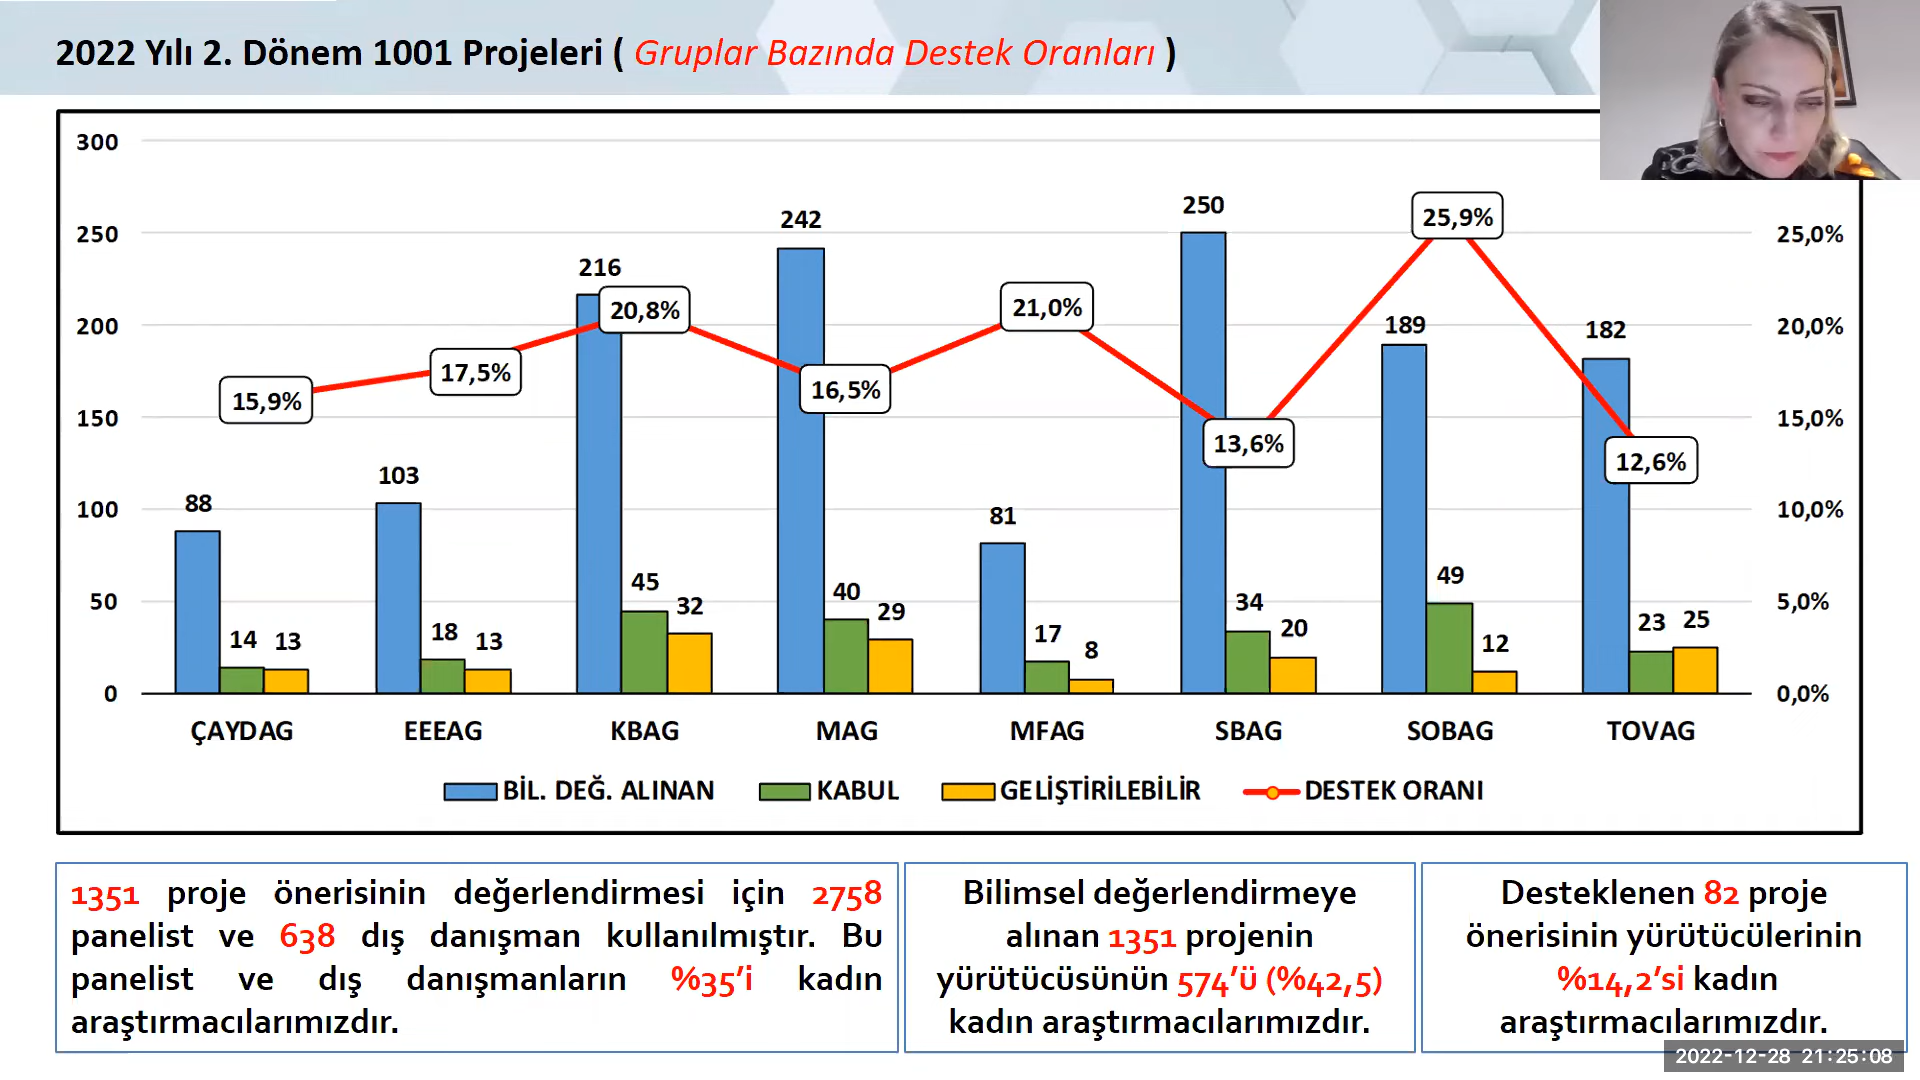 2022 Yılı 2. Dönem 1001 Projeleri ( Gruplar Bazında Destek Oranları )
300
250
200
150
100
50
0
25,0%
20,0%
15,0%
10,0%
5,0%
0,0%
88
14
13
15,9%
103
18
13
17,5%
216
45
32
20,8%
242
40
29
16,5%
81
17
8
21,0%
250
34
20
13,6%
189
49
12
25,9%
182
23
25
12,6%
ÇAYDAG
EEEAG
KBAG
MAG
MFAG
SBAG
SOBAG
TOVAG
BİL. DEĞ. ALINAN
KABUL
GELİŞTİRİLEBİLİR
DESTEK ORANI
1351 proje önerisinin değerlendirmesi için 2758
panelist ve 638 dış danışman kullanılmıştır. Bu
panelist ve dış danışmanların %35’i kadın
araştırmacılarımızdır.
Bilimsel değerlendirmeye
alınan 1351 projenin
yürütücüsünün 574’ü (%42,5)
kadın araştırmacılarımızdır.
Desteklenen 82 proje
önerisinin yürütücülerinin
%14,2’si kadın
araştırmacılarımızdır.
2022-12-28 21:25:08